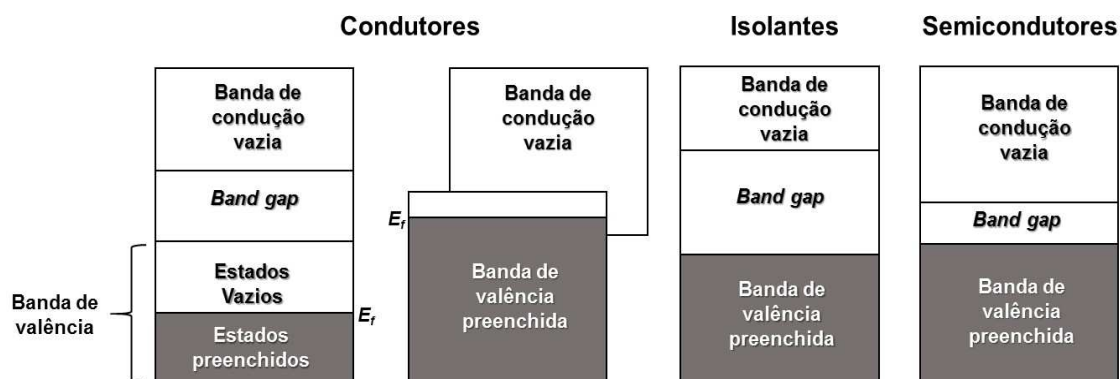 Condutores
Isolantes
Semicondutores
Banda de
condução
vazia
Band gap
Estados
Vazios
Estados
preenchidos
Banda de
valência
E_f
Banda de
condução
vazia
E_f
Banda de
valência
preenchida
Banda de
condução
vazia
Band gap
Banda de
valência
preenchida
Banda de
condução
vazia
Band gap
Banda de
valência
preenchida